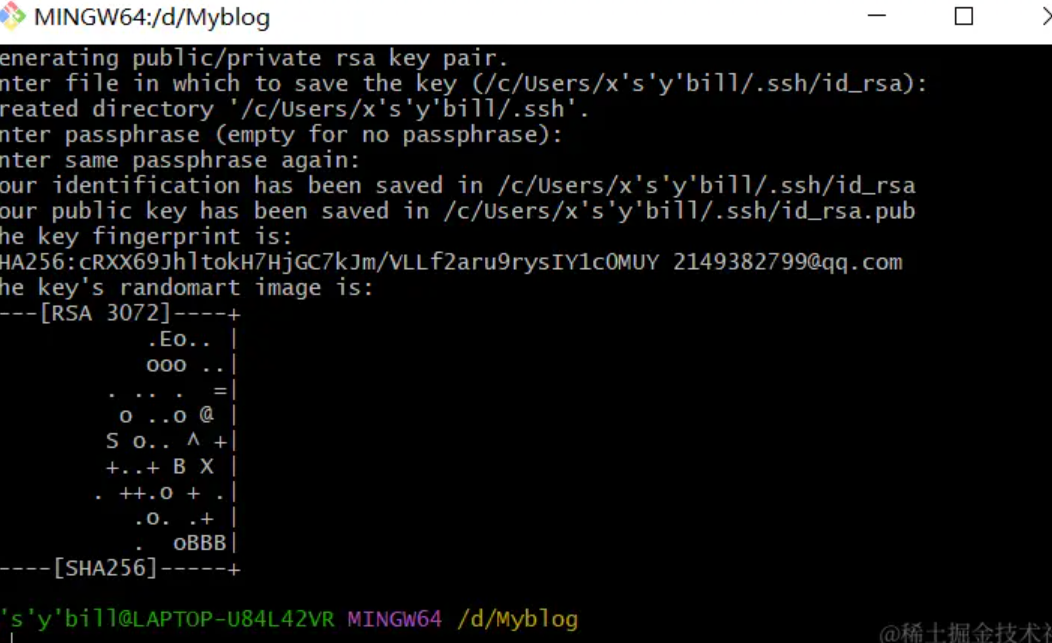 MINGW64:/d/Myblog
enerating public/private rsa key pair.
nter file in which to save the key (/c/Users/x's'y'bill/.ssh/id_rsa):
reated directory '/c/Users/x's'y'bill/.ssh'.
nter passphrase (empty for no passphrase):
nter same passphrase again:
our identification has been saved in /c/Users/x's'y'bill/.ssh/id_rsa
our public key has been saved in /c/Users/x's'y'bill/.ssh/id_rsa.pub
he key fingerprint is:
HA256:cRXX69JhltokH7HjGC7kJm/VLLf2aru9rysIY1cOMUY 2149382799@qq.com
he key's randomart image is:
---[RSA 3072]----+
.Eo.. |
ooo ..|
. .. .  =|
o ..o @ |
S o.. ^ +|
+..+ B X |
. ++.o + .|
.o. .+ |
.  oBBB|
----[SHA256]-----+
's'y'bill@LAPTOP-U84L42VR MINGW64 /d/Myblog
@稀土掘金技术社